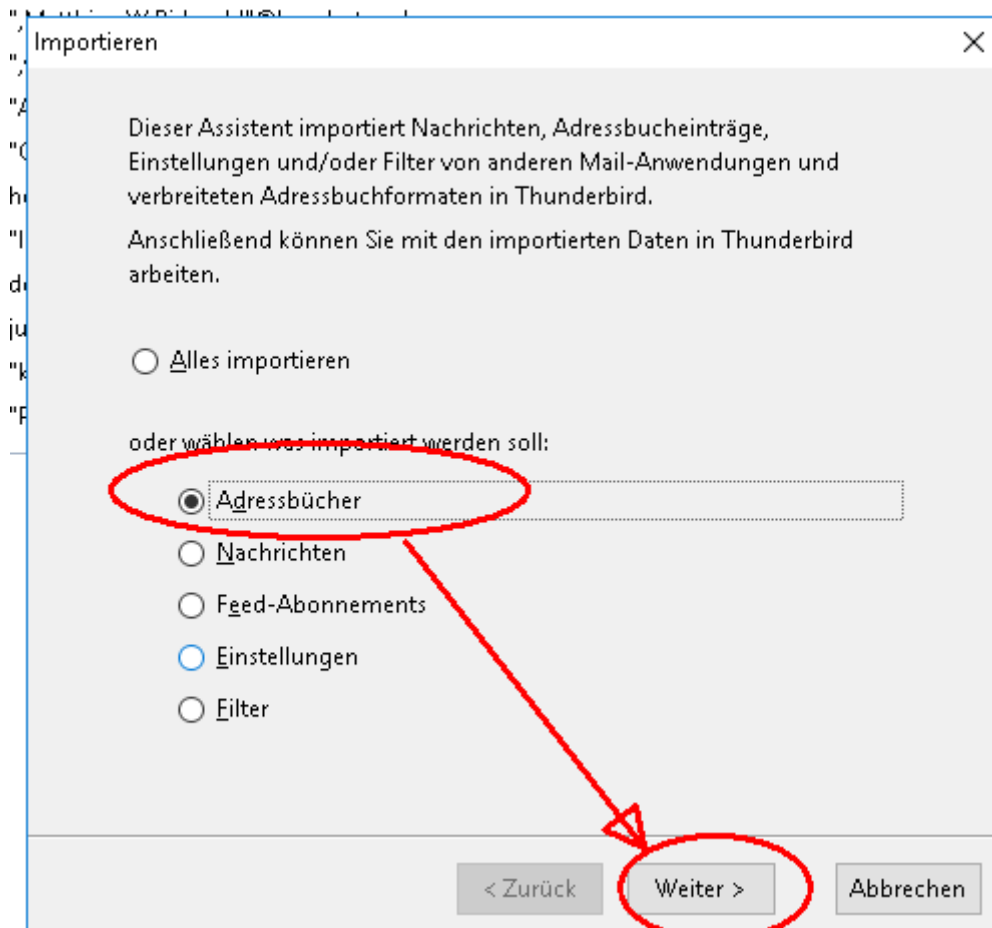 Importieren
Dieser Assistent importiert Nachrichten, Adressbucheinträge,
Einstellungen und/oder Filter von anderen Mail-Anwendungen und
verbreiteten Adressbuchformaten in Thunderbird.
Anschließend können Sie mit den importierten Daten in Thunderbird
arbeiten.
Alles importieren
oder wählen was importiert werden soll:
Adressbücher
Nachrichten
Feed-Abonnements
Einstellungen
Filter
< Zurück
Weiter >
Abbrechen